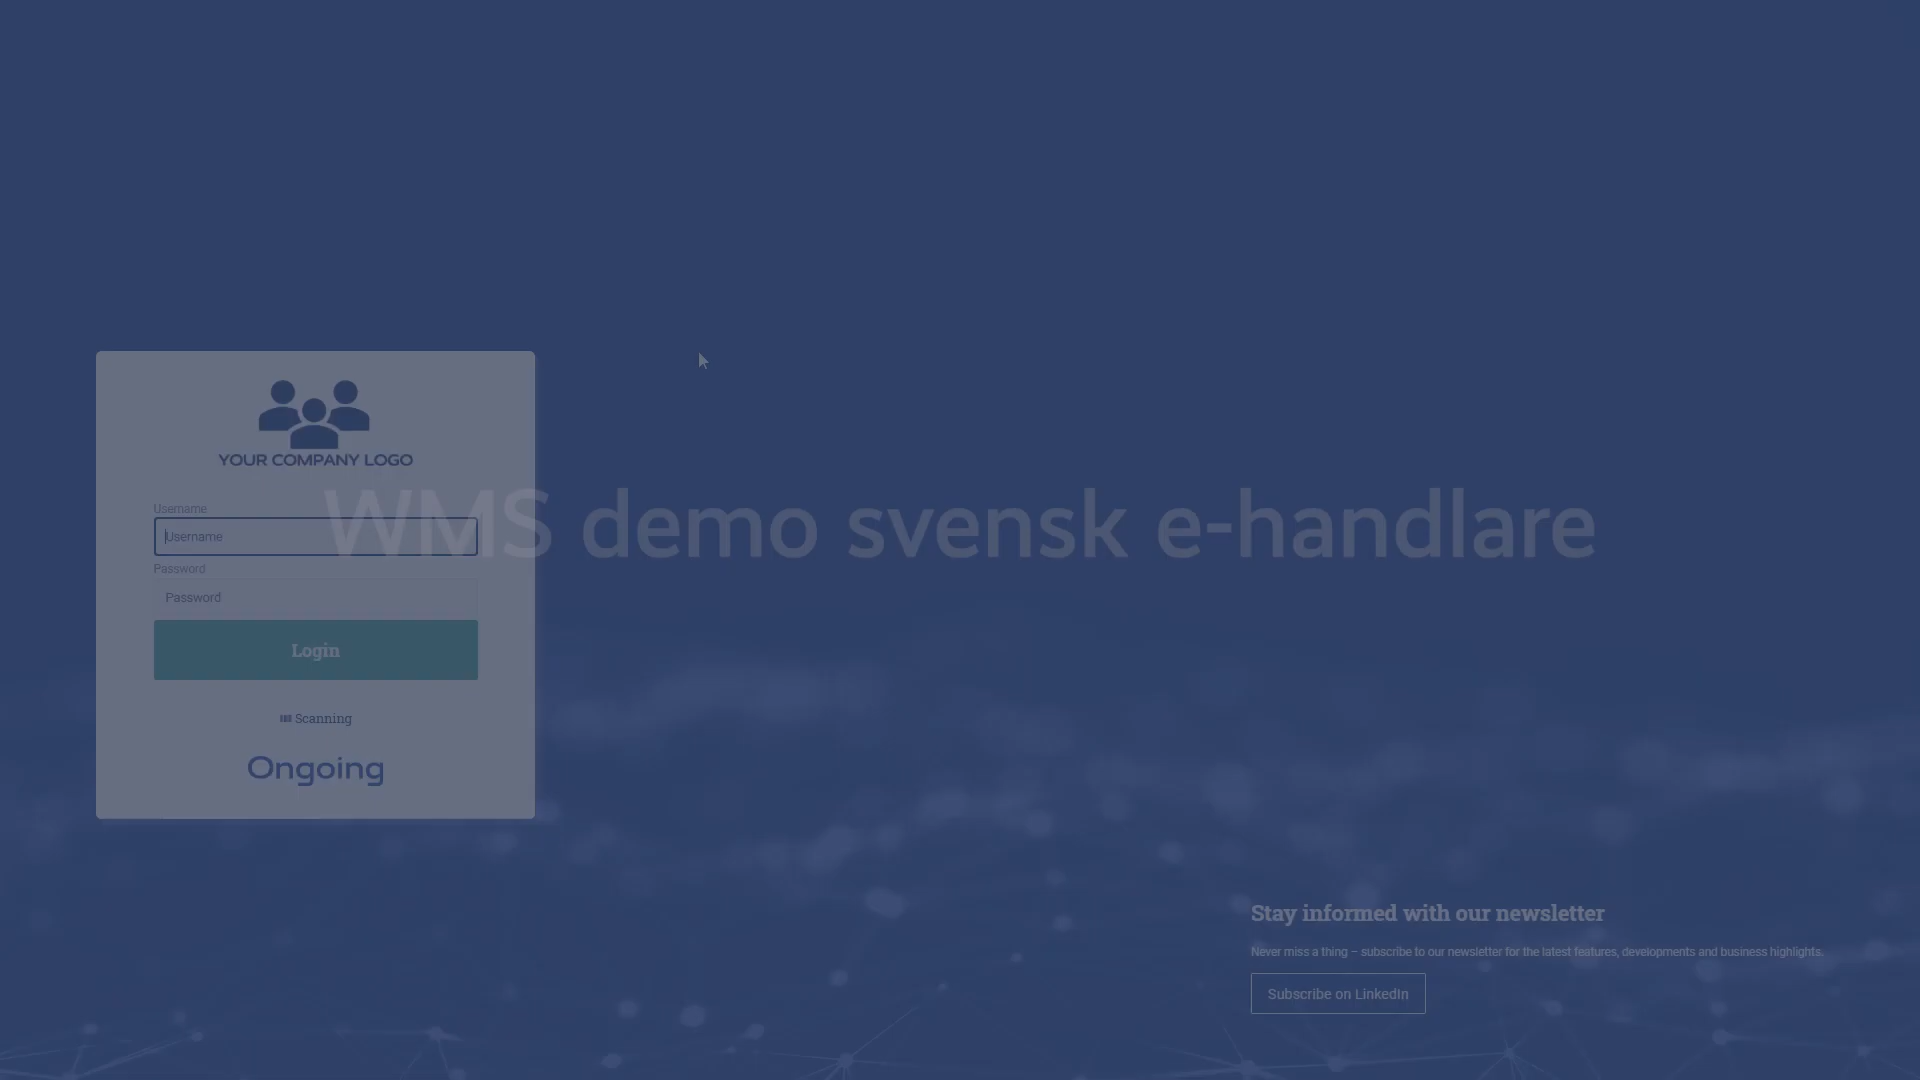 YOUR COMPANY LOGO
WMS demo svensk e-handlare
Username
Username
Password
Password
Login
Scanning
Ongoing
Stay informed with our newsletter
Never miss a thing – subscribe to our newsletter for the latest features, developments and business highlights.
Subscribe on LinkedIn